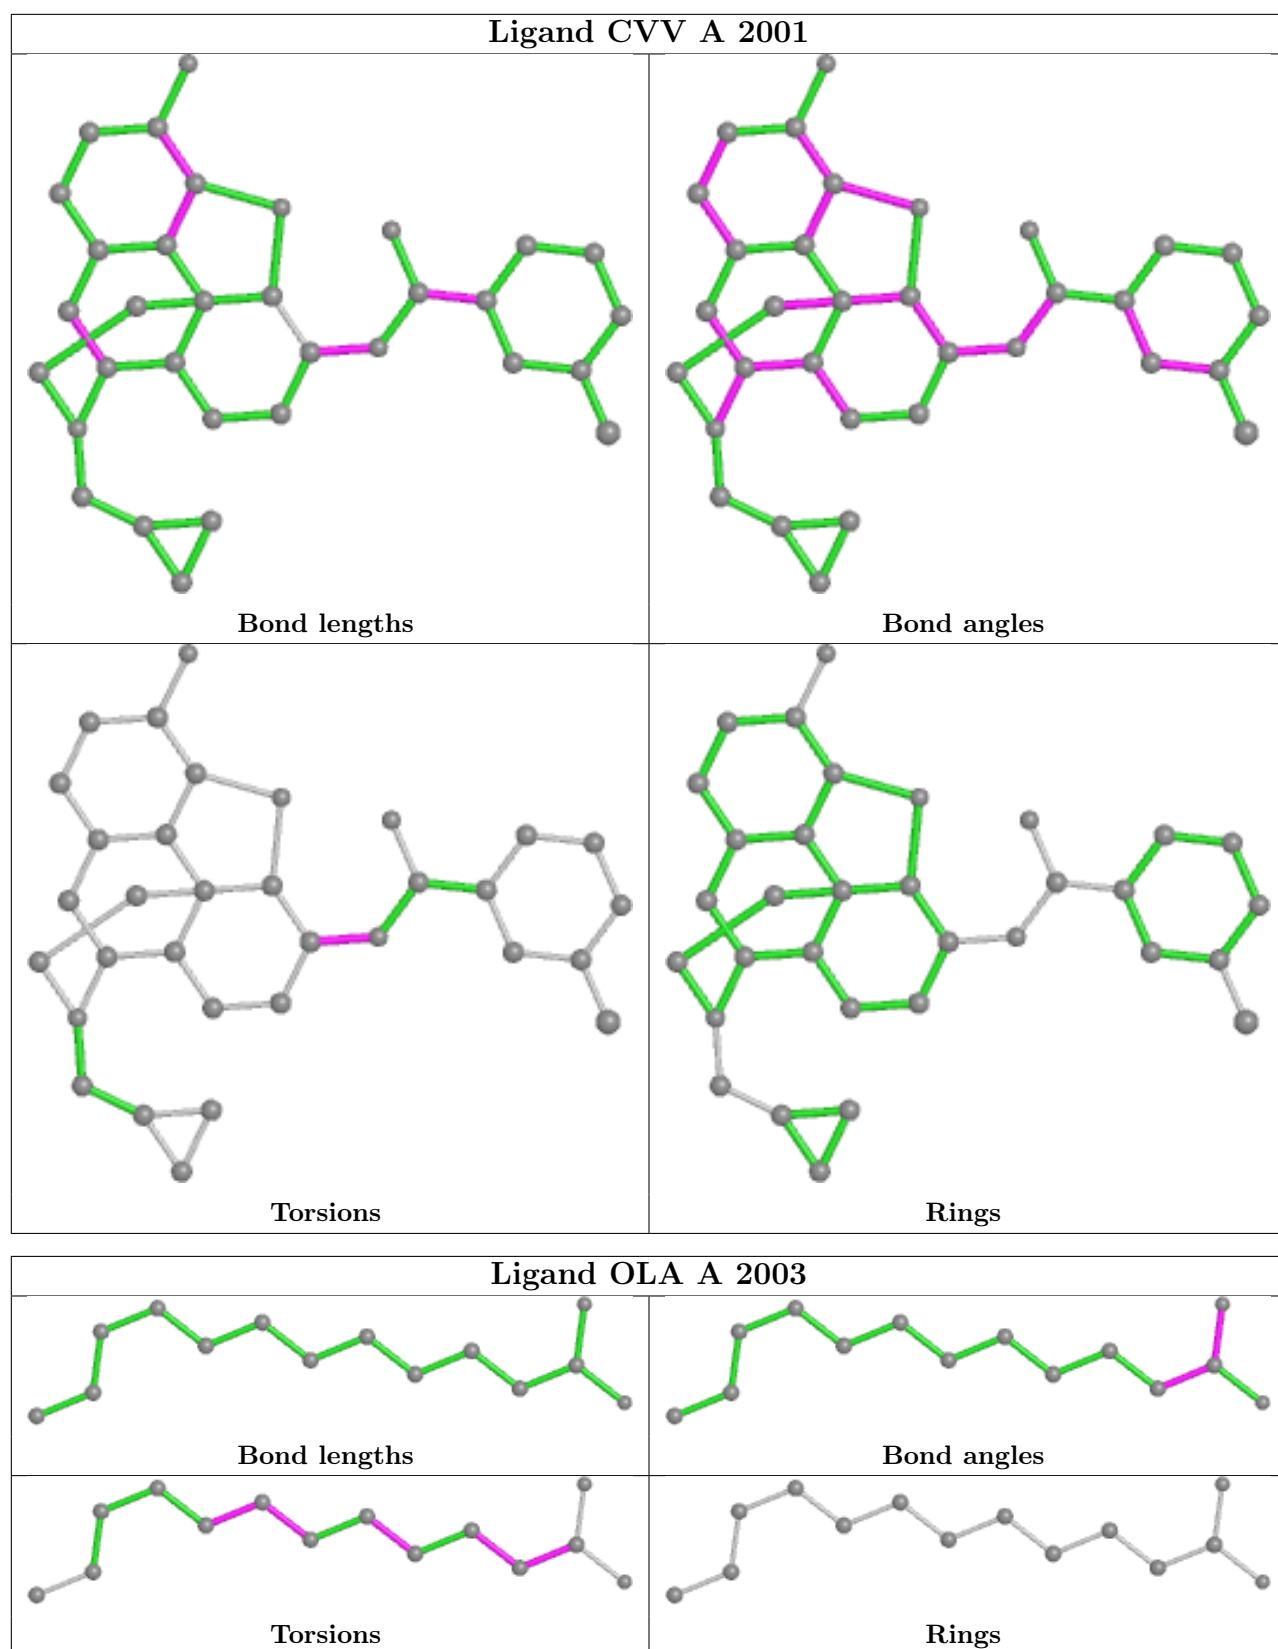 Ligand CVV A 2001
Bond lengths
Bond angles
Torsions
Rings
Ligand OLA A 2003
Bond lengths
Bond angles
Torsions
Rings